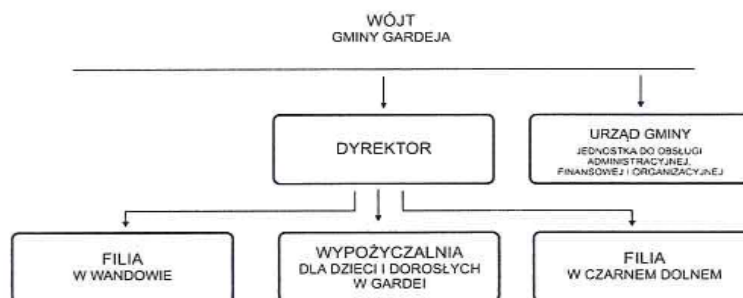 WÓJT
GMINY GARDEJA
DYREKTOR
URZĄD GMINY
JEDNOSTKA DO OBSŁUGI
ADMINISTRACYJNEJ,
FINANSOWEJ I ORGANIZACYJNEJ
FILIA
W WANDOWIE
WYPOŻYCZALNIA
DLA DZIECI I DOROSŁYCH
W GARDEI
FILIA
W CZARNEM DOLNEM